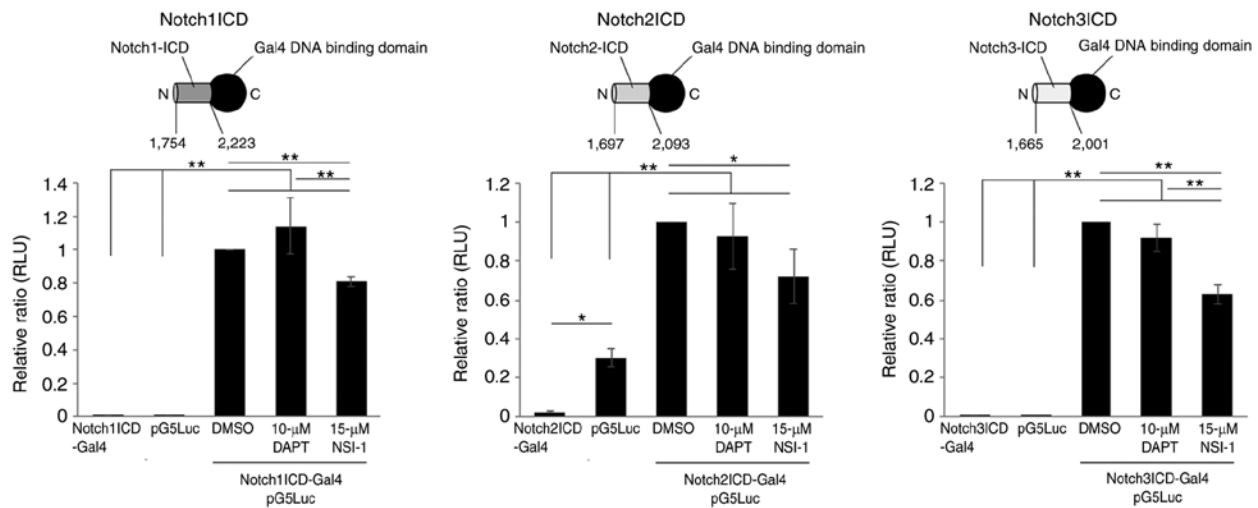 Notch1ICD
Notch1-ICD
Gal4 DNA binding domain
N
C
1,754
2,223
**
**
**
Relative ratio (RLU)
1.4
1.2
1
0.8
0.6
0.4
0.2
0
Notch1ICD
-Gal4
pG5Luc
DMSO
10-μM
DAPT
15-μM
NSI-1
Notch1ICD-Gal4
pG5Luc
Notch2ICD
Notch2-ICD
Gal4 DNA binding domain
N
C
1,697
2,093
*
**
*
Relative ratio (RLU)
1.2
1
0.8
0.6
0.4
0.2
0
Notch2ICD
-Gal4
pG5Luc
DMSO
10-μM
DAPT
15-μM
NSI-1
Notch2ICD-Gal4
pG5Luc
Notch3ICD
Notch3-ICD
Gal4 DNA binding domain
N
C
1,665
2,001
**
**
**
Relative ratio (RLU)
1.2
1
0.8
0.6
0.4
0.2
0
Notch3ICD
-Gal4
pG5Luc
DMSO
10-μM
DAPT
15-μM
NSI-1
Notch3ICD-Gal4
pG5Luc